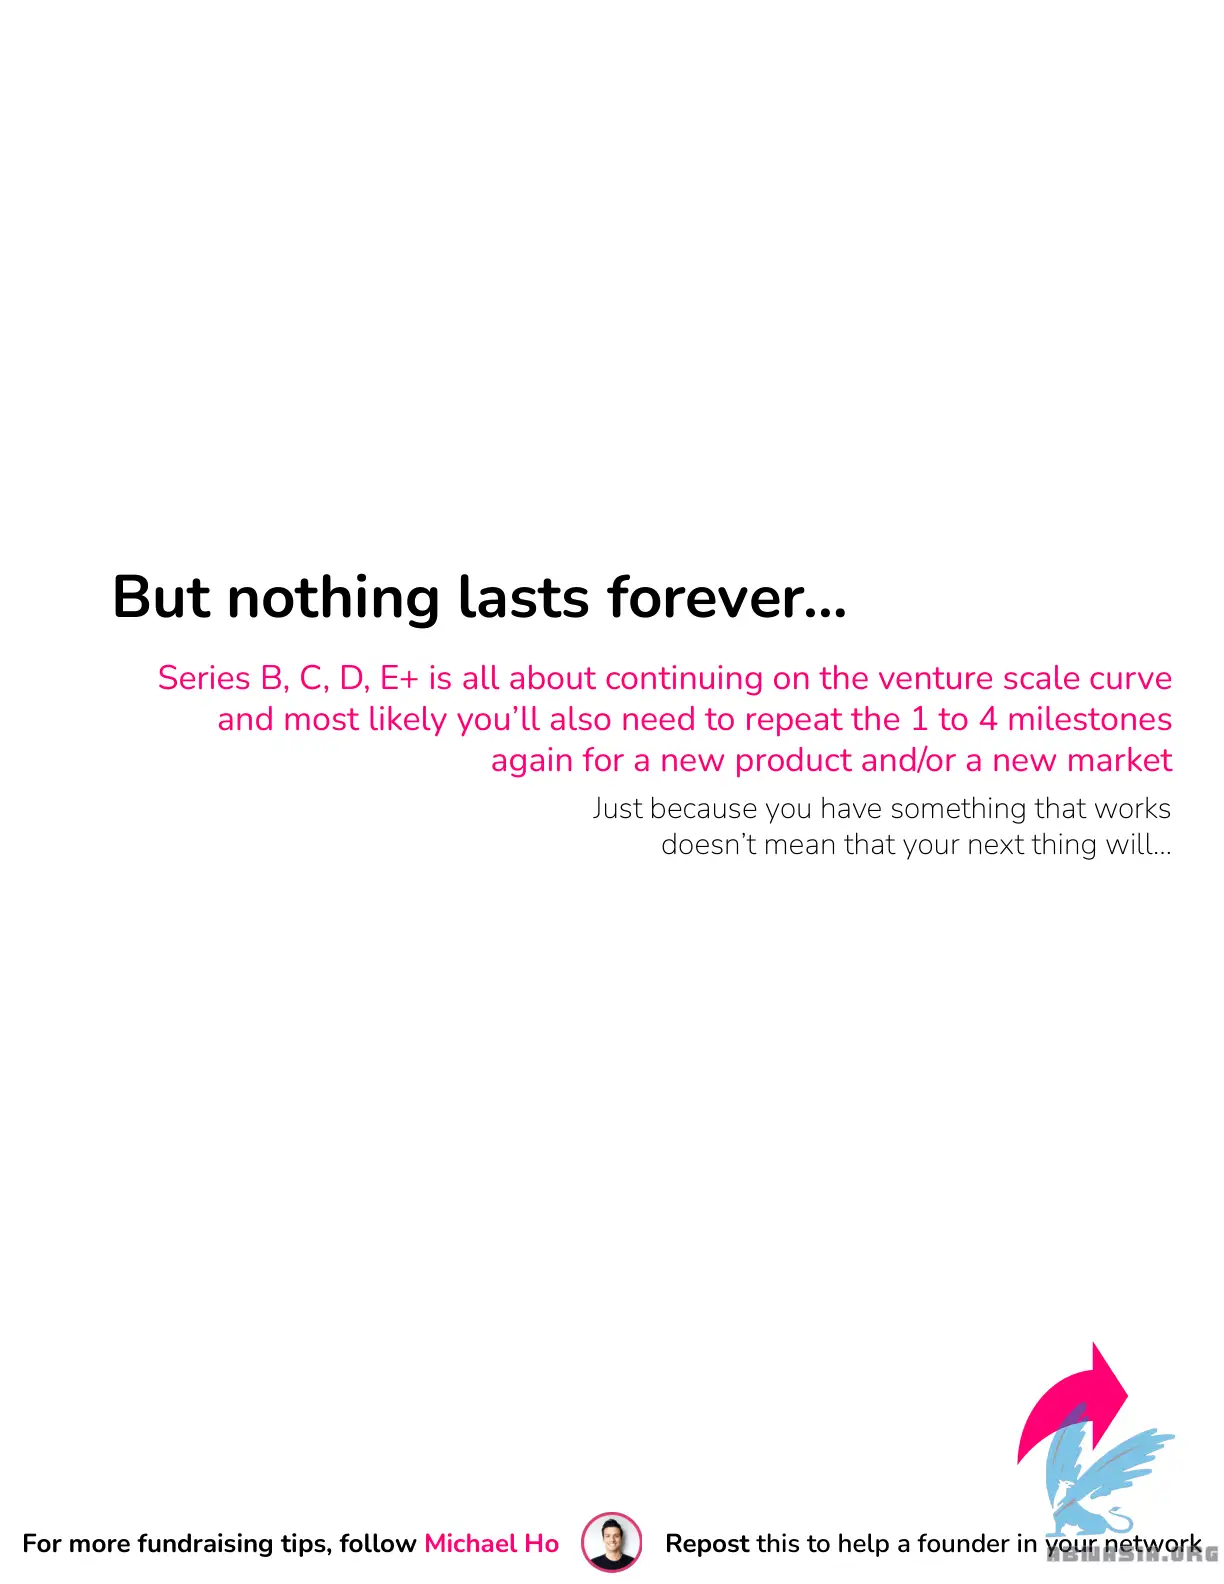 But nothing lasts forever...
Series B, C, D, E+ is all about continuing on the venture scale curve
and most likely you’ll also need to repeat the 1 to 4 milestones
again for a new product and/or a new market
Just because you have something that works
doesn’t mean that your next thing will...
For more fundraising tips, follow Michael Ho
Repost this to help a founder in your network
ABMASIA.ORG